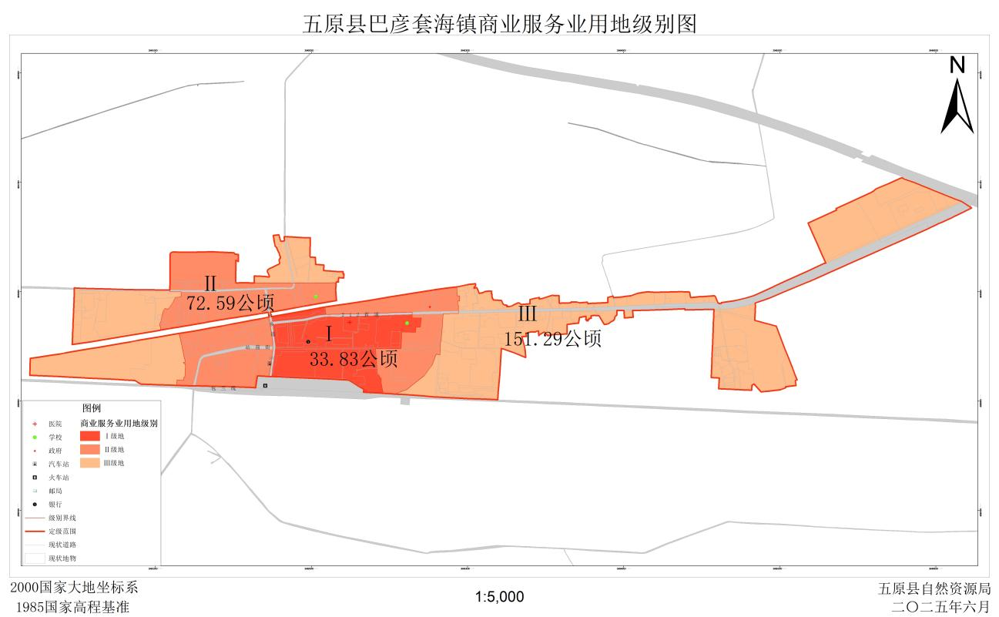 五原县巴彦套海镇商业服务业用地级别图
N
Ⅱ
72.59公顷
Ⅰ
33.83公顷
Ⅲ
151.29公顷
站前街
包兰线
图例
医院
学校
政府
汽车站
火车站
邮局
银行
级别界线
定级范围
现状道路
现状地物
商业服务业用地级别
Ⅰ级地
Ⅱ级地
Ⅲ级地
2000国家大地坐标系
1985国家高程基准
1:5,000
五原县自然资源局
二〇二五年六月